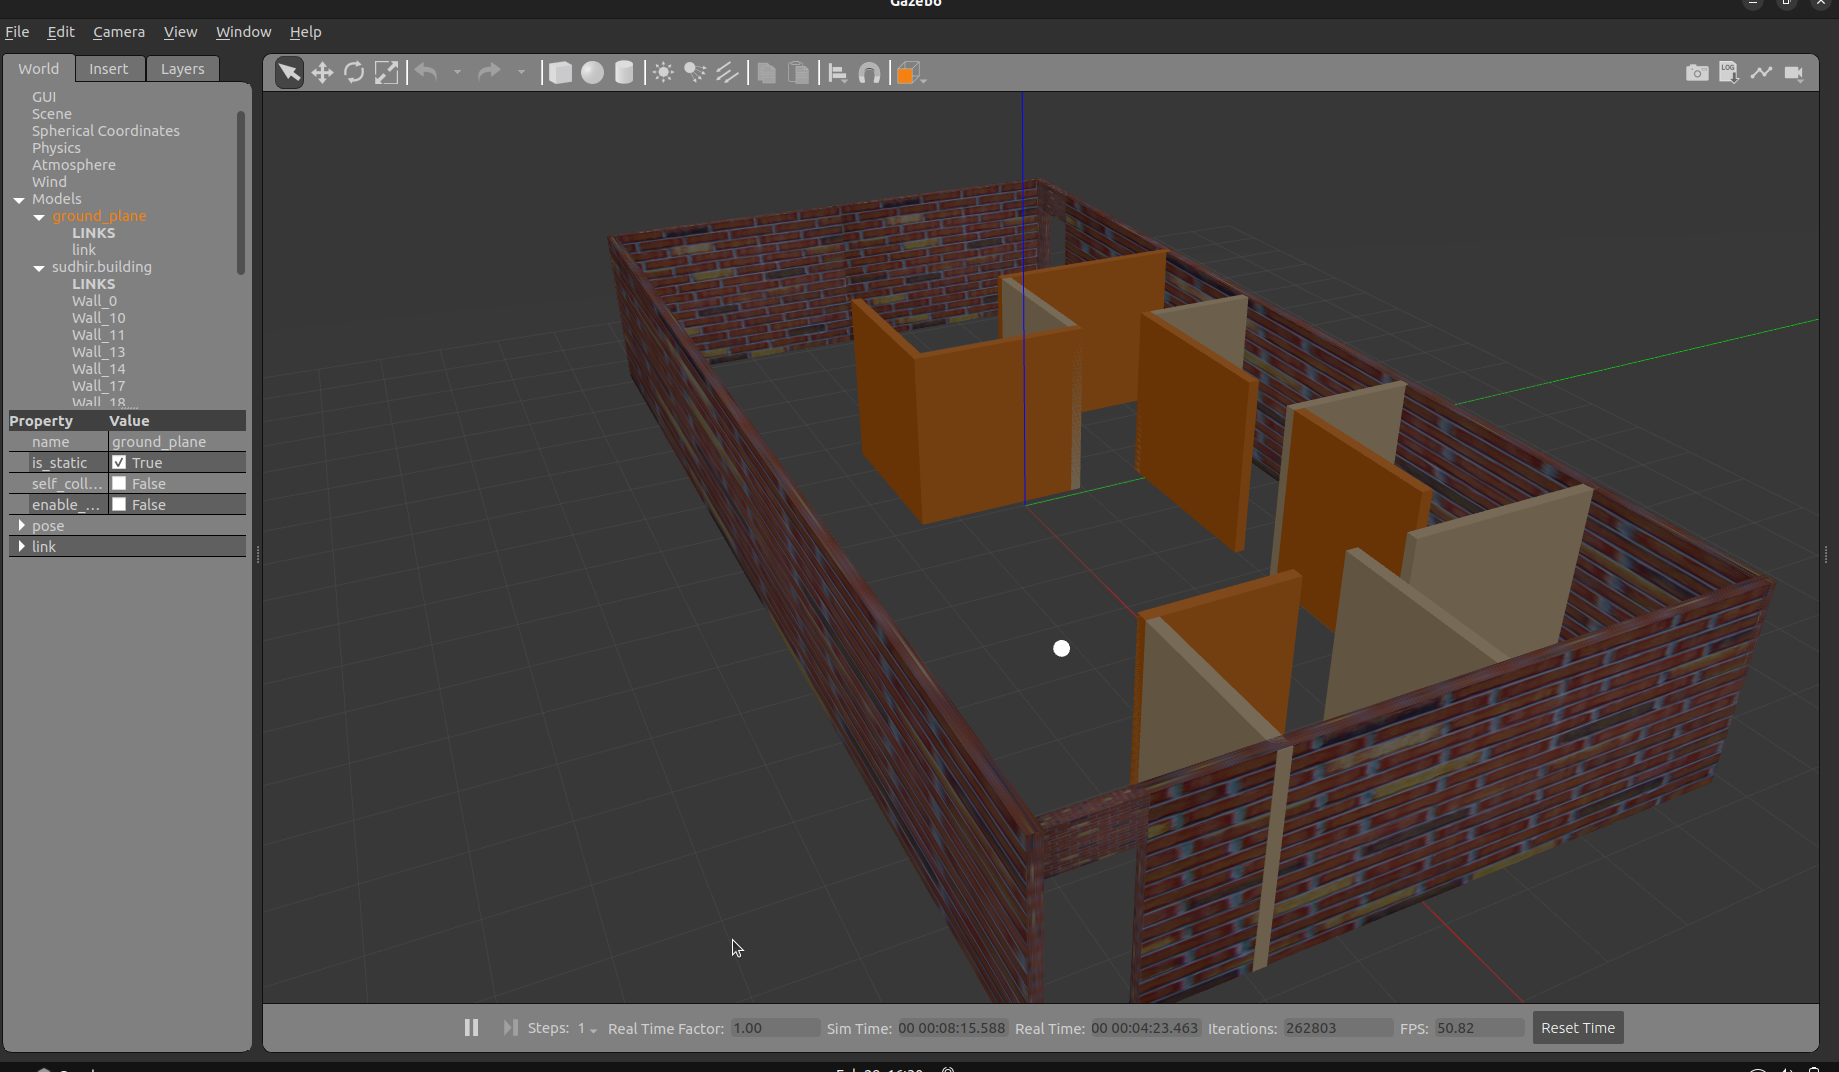 Gazebo
File Edit Camera View Window Help
World Insert Layers
LOG
GUI
Scene
Spherical Coordinates
Physics
Atmosphere
Wind
Models
ground_plane
LINKS
link
sudhir.building
LINKS
Wall_0
Wall_10
Wall_11
Wall_13
Wall_14
Wall_17
Wall_18
Property Value
name ground_plane
is_static True
self_coll... False
enable_... False
pose
link
Steps: 1 Real Time Factor: 1.00 Sim Time: 00 00:08:15.588 Real Time: 00 00:04:23.463 Iterations: 262803 FPS: 50.82 Reset Time